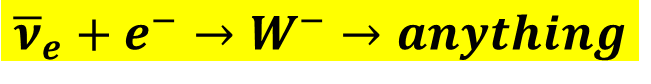 ν̅ₑ + e⁻ → W⁻ → anything